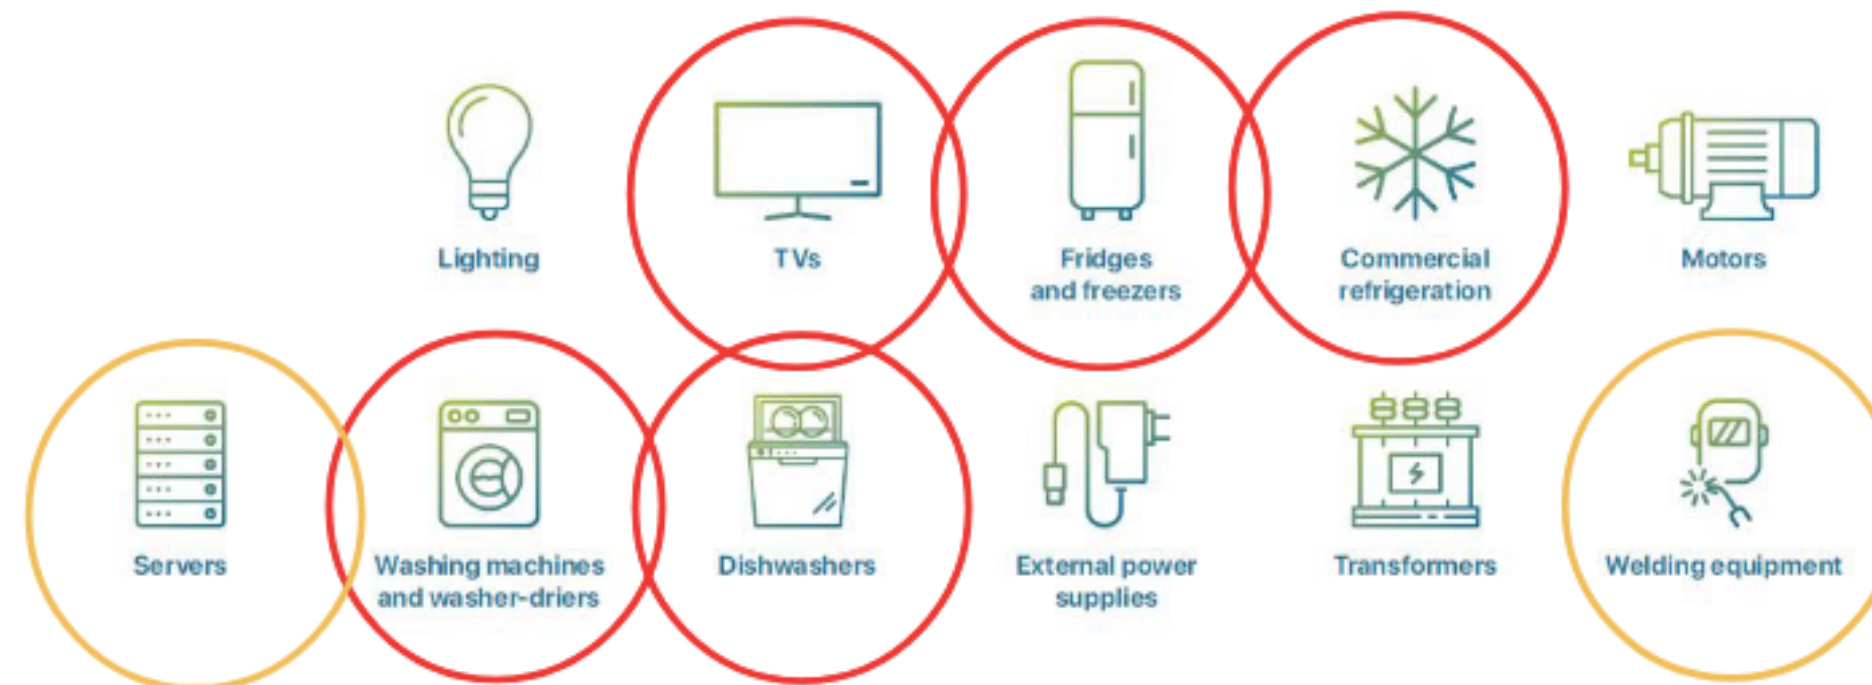 Lighting
TVs
Fridges
and freezers
Commercial
refrigeration
Motors
Servers
Washing machines
and washer-driers
Dishwashers
External power
supplies
Transformers
Welding equipment